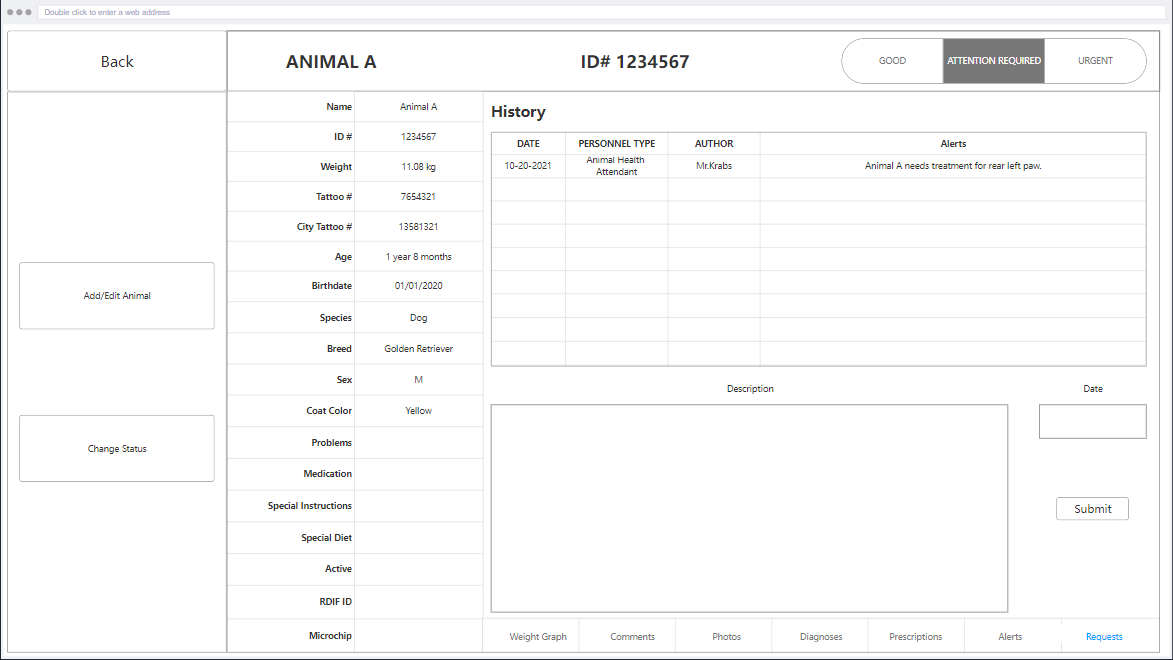 Double click to enter a web address
Back
ANIMAL A
ID# 1234567
GOOD
ATTENTION REQUIRED
URGENT
Add/Edit Animal
Change Status
Name Animal A
ID # 1234567
Weight 11.08 kg
Tattoo # 7654321
City Tattoo # 13581321
Age 1 year 8 months
Birthdate 01/01/2020
Species Dog
Breed Golden Retriever
Sex M
Coat Color Yellow
Problems
Medication
Special Instructions
Special Diet
Active
RDIF ID
Microchip
History
DATE PERSONNEL TYPE AUTHOR Alerts
10-20-2021 Animal Health Attendant Mr.Krabs Animal A needs treatment for rear left paw.
Description
Date
Submit
Weight Graph Comments Photos Diagnoses Prescriptions Alerts Requests